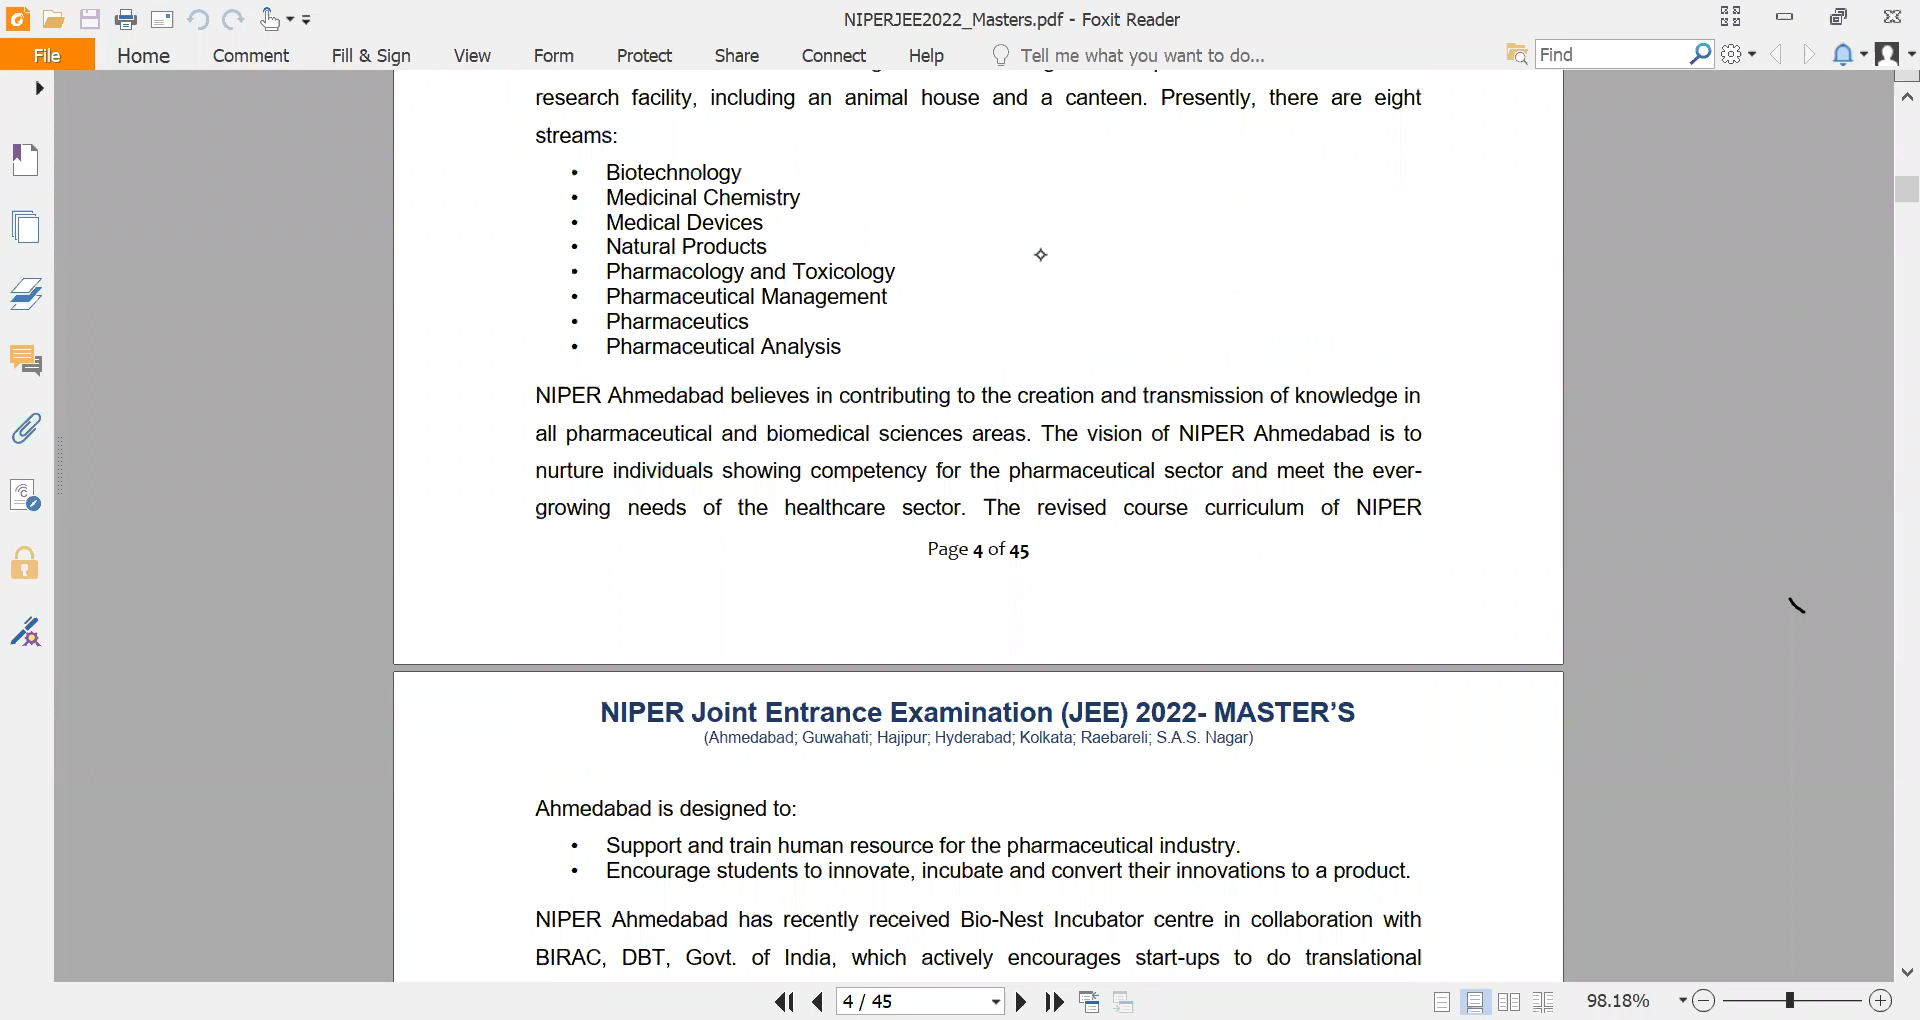 NIPERJEE2022_Masters.pdf - Foxit Reader
File Home Comment Fill & Sign View Form Protect Share Connect Help Tell me what you want to do... Find
research facility, including an animal house and a canteen. Presently, there are eight
streams:
• Biotechnology
• Medicinal Chemistry
• Medical Devices
• Natural Products
• Pharmacology and Toxicology
• Pharmaceutical Management
• Pharmaceutics
• Pharmaceutical Analysis
NIPER Ahmedabad believes in contributing to the creation and transmission of knowledge in
all pharmaceutical and biomedical sciences areas. The vision of NIPER Ahmedabad is to
nurture individuals showing competency for the pharmaceutical sector and meet the ever-
growing needs of the healthcare sector. The revised course curriculum of NIPER
Page 4 of 45
NIPER Joint Entrance Examination (JEE) 2022- MASTER’S
(Ahmedabad; Guwahati; Hajipur; Hyderabad; Kolkata; Raebareli; S.A.S. Nagar)
Ahmedabad is designed to:
• Support and train human resource for the pharmaceutical industry.
• Encourage students to innovate, incubate and convert their innovations to a product.
NIPER Ahmedabad has recently received Bio-Nest Incubator centre in collaboration with
BIRAC, DBT, Govt. of India, which actively encourages start-ups to do translational
4 / 45 98.18%